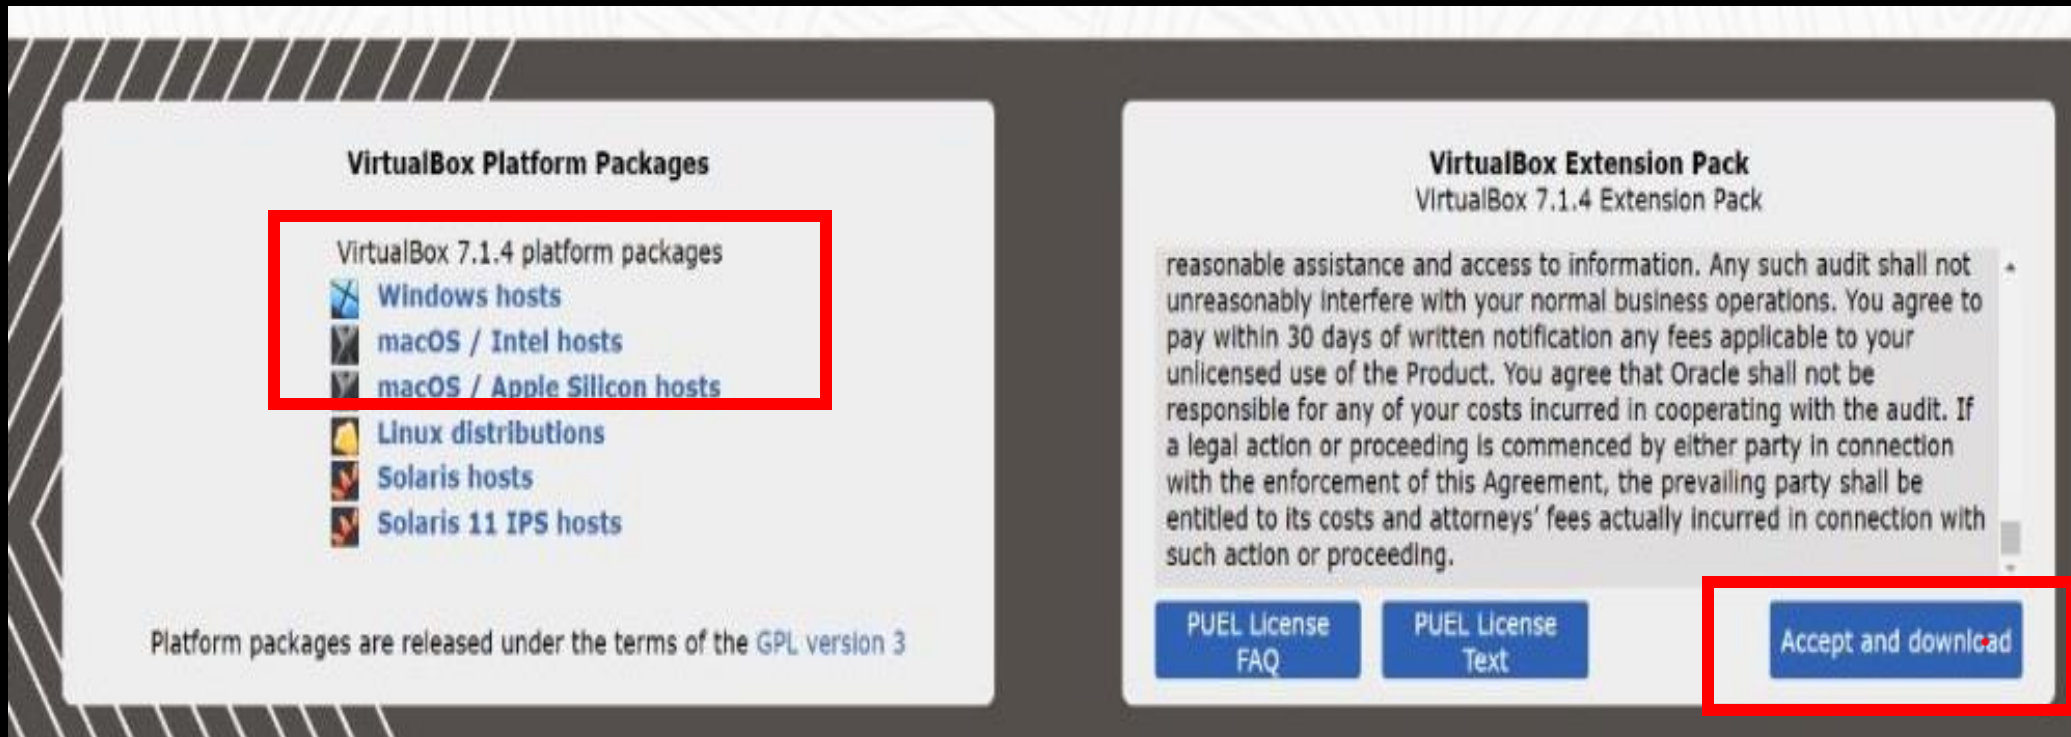 VirtualBox Platform Packages
VirtualBox 7.1.4 platform packages
Windows hosts
macOS / Intel hosts
macOS / Apple Silicon hosts
Linux distributions
Solaris hosts
Solaris 11 IPS hosts
Platform packages are released under the terms of the GPL version 3
VirtualBox Extension Pack
VirtualBox 7.1.4 Extension Pack
reasonable assistance and access to information. Any such audit shall not
unreasonably interfere with your normal business operations. You agree to
pay within 30 days of written notification any fees applicable to your
unlicensed use of the Product. You agree that Oracle shall not be
responsible for any of your costs incurred in cooperating with the audit. If
a legal action or proceeding is commenced by either party in connection
with the enforcement of this Agreement, the prevailing party shall be
entitled to its costs and attorneys’ fees actually incurred in connection with
such action or proceeding.
PUEL License
FAQ
PUEL License
Text
Accept and download